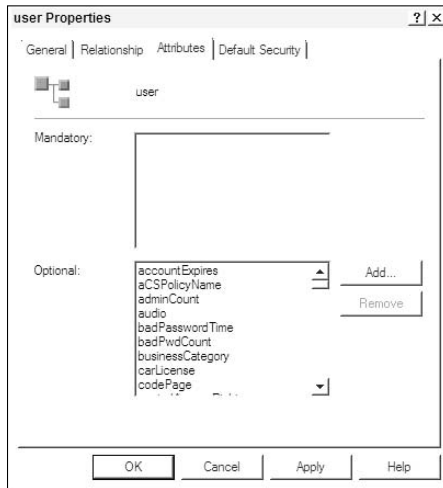 user Properties
? ×
General Relationship Attributes Default Security
user
Mandatory:
Optional:
accountExpires
aCSPolicyName
adminCount
audio
badPasswordTime
badPwdCount
businessCategory
carLicense
codePage
Add...
Remove
OK Cancel Apply Help